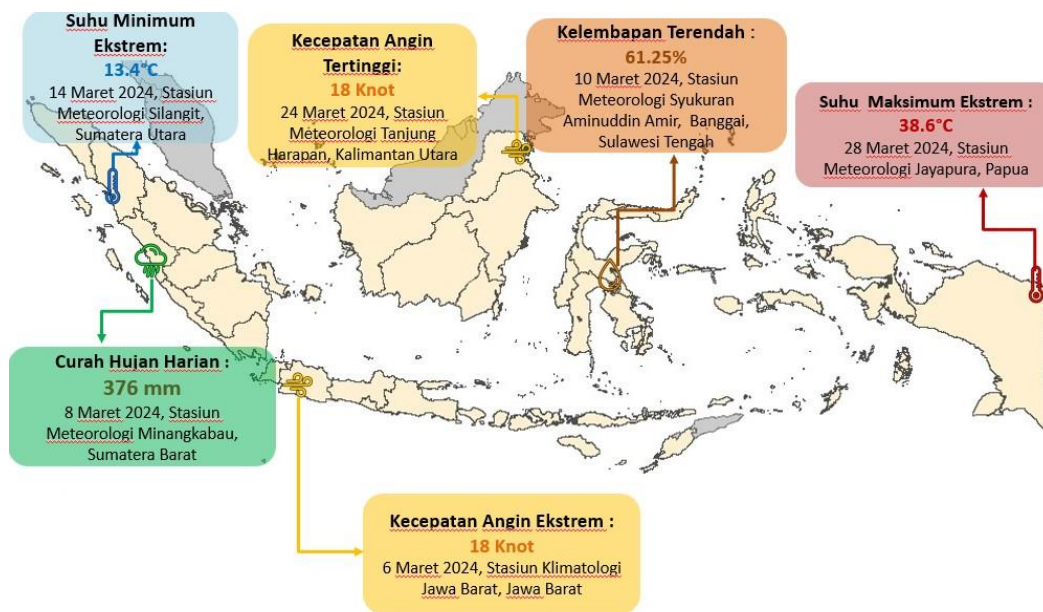 Suhu Minimum
Ekstrem:
13.4°C
14 Maret 2024, Stasiun
Meteorologi Silangit,
Sumatera Utara
Kecepatan Angin
Tertinggi:
18 Knot
24 Maret 2024, Stasiun
Meteorologi Tanjung
Harapan, Kalimantan Utara
Kelembapan Terendah :
61.25%
10 Maret 2024, Stasiun
Meteorologi Syukuran
Aminuddin Amir, Banggai,
Sulawesi Tengah
Suhu Maksimum Ekstrem :
38.6°C
28 Maret 2024, Stasiun
Meteorologi Jayapura, Papua
Curah Hujan Harian :
376 mm
8 Maret 2024, Stasiun
Meteorologi Minangkabau,
Sumatera Barat
Kecepatan Angin Ekstrem :
18 Knot
6 Maret 2024, Stasiun Klimatologi
Jawa Barat, Jawa Barat